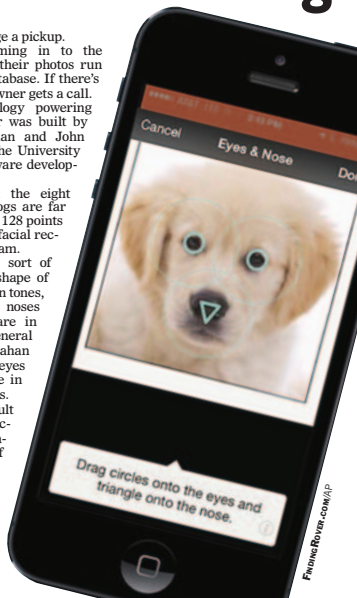 ge a pickup.
ming in to the
their photos run
tabase. If there's
wner gets a call.
logy powering
r was built by
an and John
he University
ware develop-
the eight
ogs are far
128 points
facial rec-
am.
sort of
shape of
n tones,
noses
are in
eneral
ahan
eyes
e in
s.
ult
c-
n-
f
Cancel
Eyes & Nose
Do
Drag circles onto the eyes and
triangle onto the nose.
FINDINGROVER.COM/AP